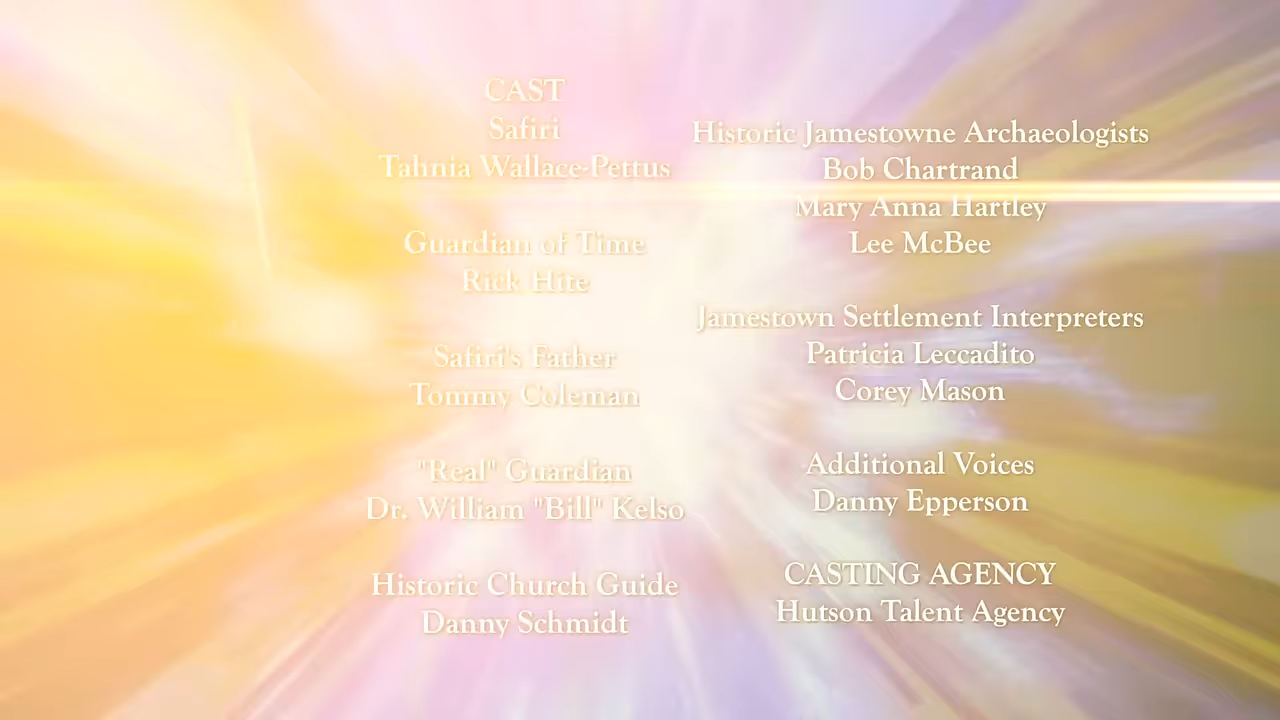 CAST
Safiri
Tahnia Wallace-Pettus
Guardian of Time
Rick Hite
Safiri's Father
Tommy Coleman
"Real" Guardian
Dr. William "Bill" Kelso
Historic Church Guide
Danny Schmidt
Historic Jamestowne Archaeologists
Bob Chartrand
Mary Anna Hartley
Lee McBee
Jamestown Settlement Interpreters
Patricia Leccadito
Corey Mason
Additional Voices
Danny Epperson
CASTING AGENCY
Hutson Talent Agency